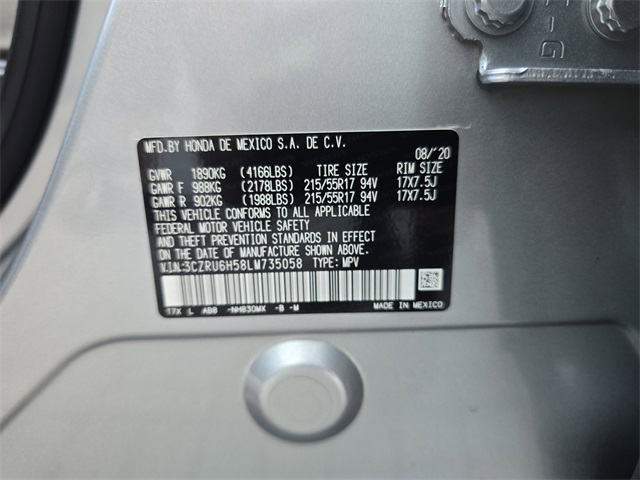 MFD.BY HONDA DE MEXICO S.A. DE C.V.
08/'20
GVWR 1890KG (4166LBS) TIRE SIZE RIM SIZE
GAWR F 988KG (2178LBS) 215/55R17 94V 17X7.5J
GAWR R 902KG (1988LBS) 215/55R17 94V 17X7.5J
THIS VEHICLE CONFORMS TO ALL APPLICABLE
FEDERAL MOTOR VEHICLE SAFETY
AND THEFT PREVENTION STANDARDS IN EFFECT
ON THE DATE OF MANUFACTURE SHOWN ABOVE.
V.I.N:3CZRU6H58LM735058 TYPE: MPV
17X L AB8 -NH830MX -B -M MADE IN MEXICO